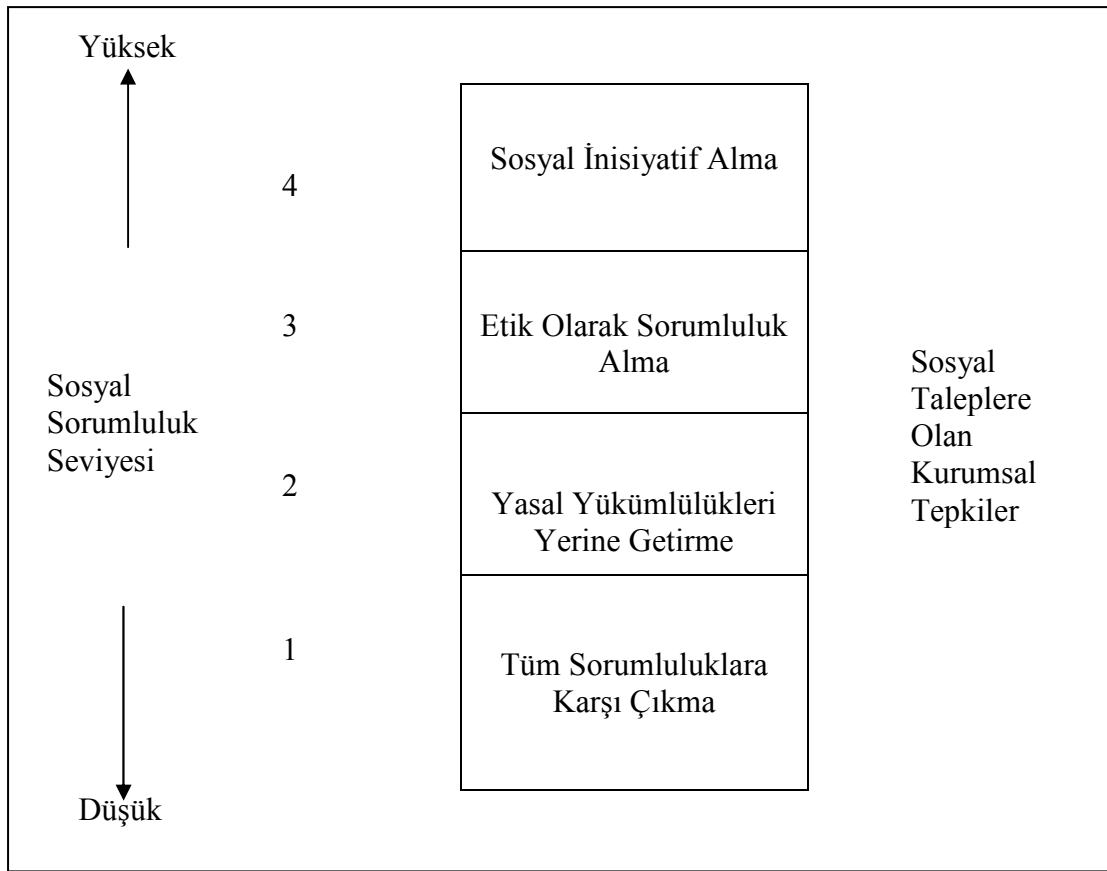 Yüksek
4
Sosyal İnisiyatif Alma
3
Etik Olarak Sorumluluk
Alma
Sosyal
Sorumluluk
Seviyesi
Sosyal
Taleplere
Olan
Kurumsal
Tepkiler
2
Yasal Yükümlülükleri
Yerine Getirme
1
Tüm Sorumluluklara
Karşı Çıkma
Düşük